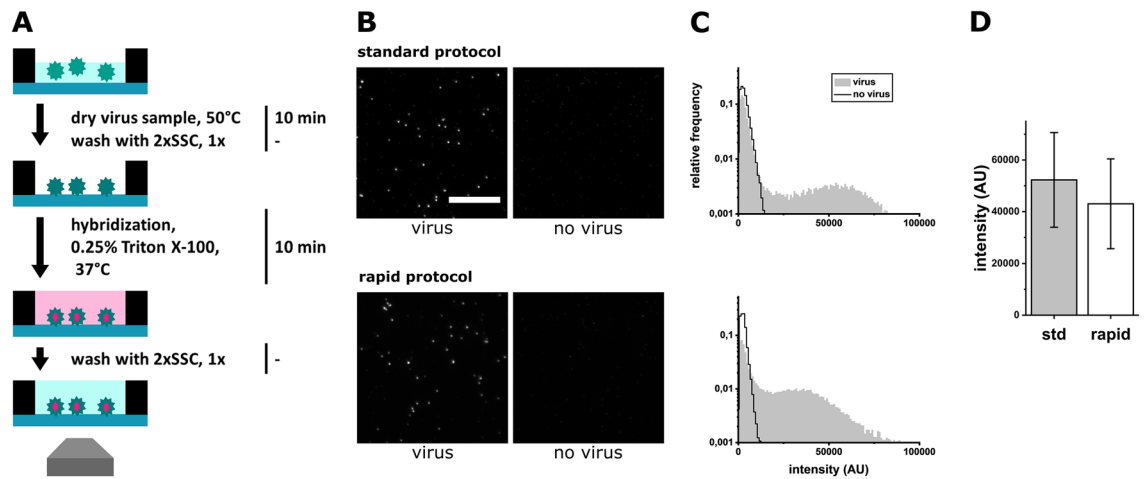 A
dry virus sample, 50°C
wash with 2xSSC, 1x
10 min
-
hybridization,
0.25% Triton X-100,
37°C
10 min
wash with 2xSSC, 1x
-
B
standard protocol
virus
no virus
rapid protocol
virus
no virus
C
virus
no virus
relative frequency
0,1
0,01
0,001
0
50000
100000
0,1
0,01
0,001
0
50000
100000
intensity (AU)
D
intensity (AU)
60000
40000
20000
0
std
rapid